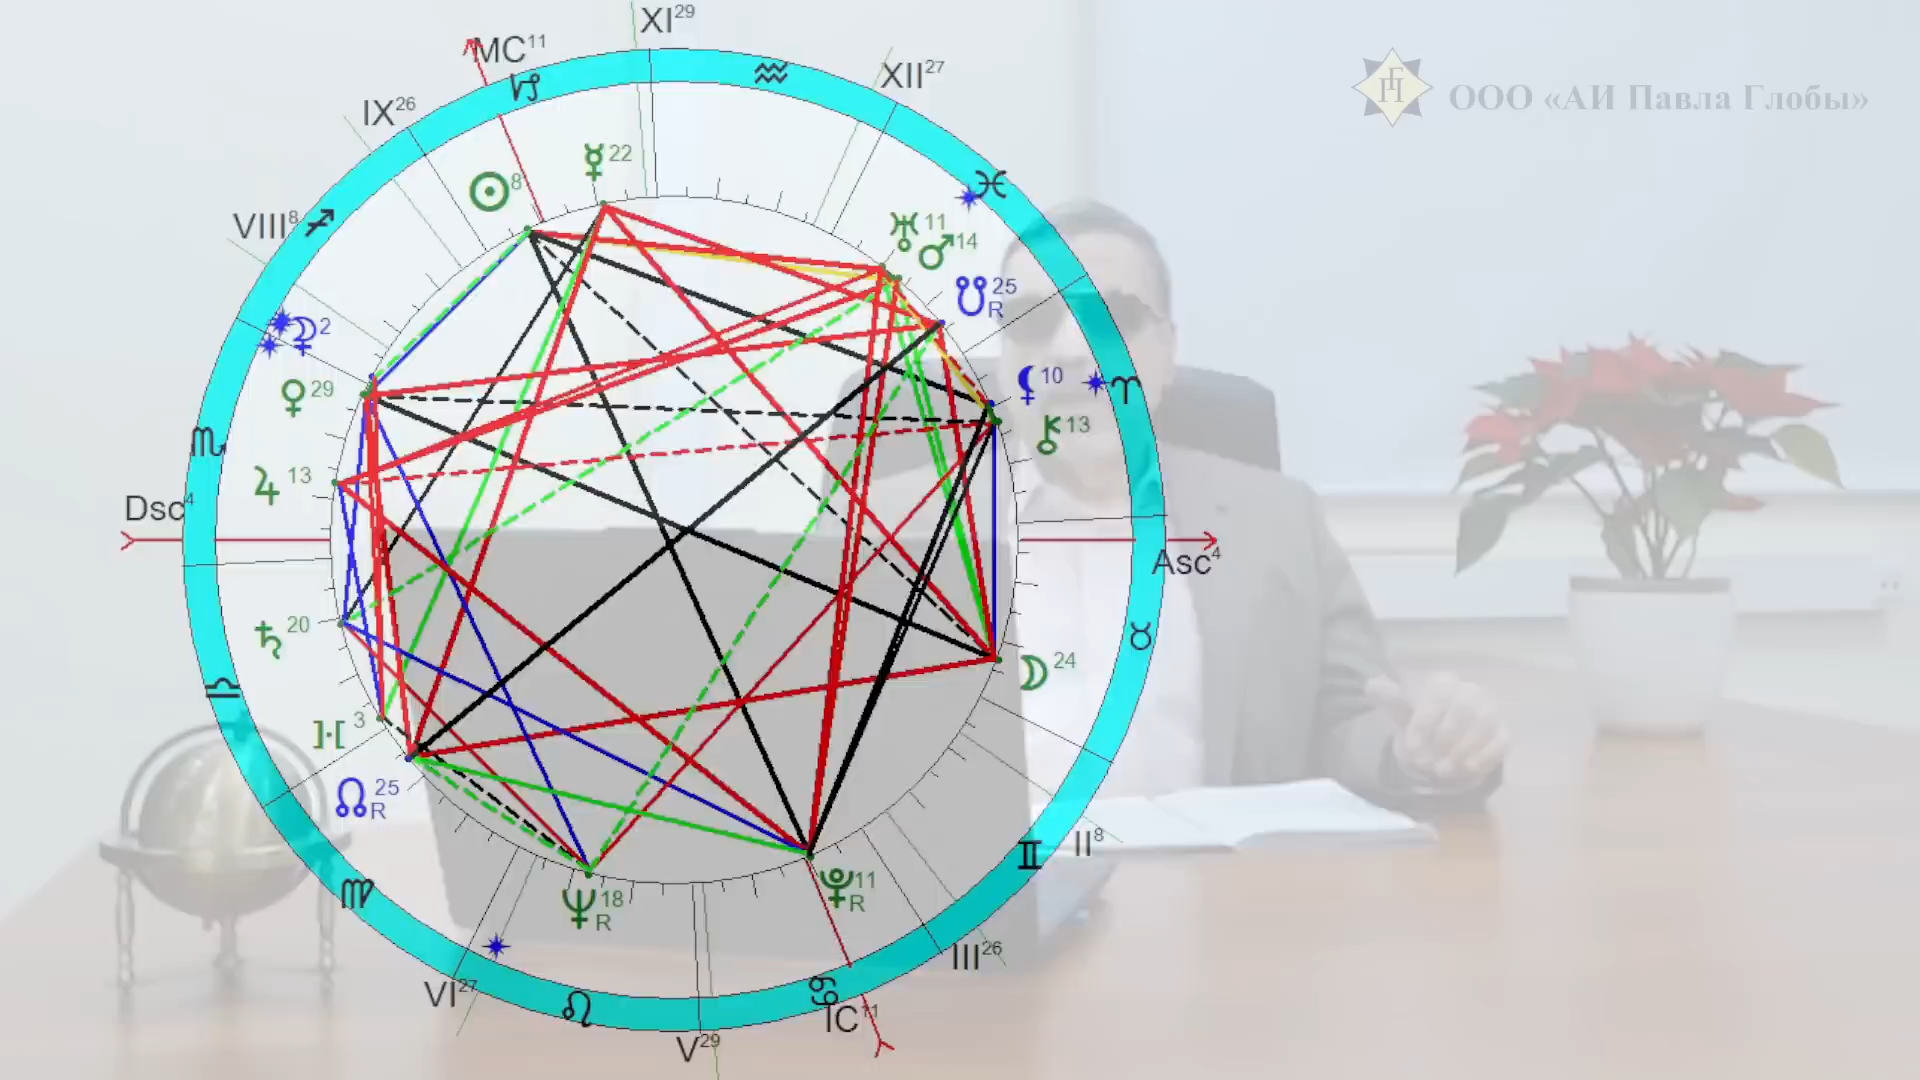 XI29
MC11
XII27
IX26
ГП
ООО «АИ Павла Глобы»
22
8
VIII8
11
14
25
R
2
10
29
13
13
Dsc4
Asc4
20
24
3
25
R
II8
11
R
18
R
III26
VI27
IC11
V29